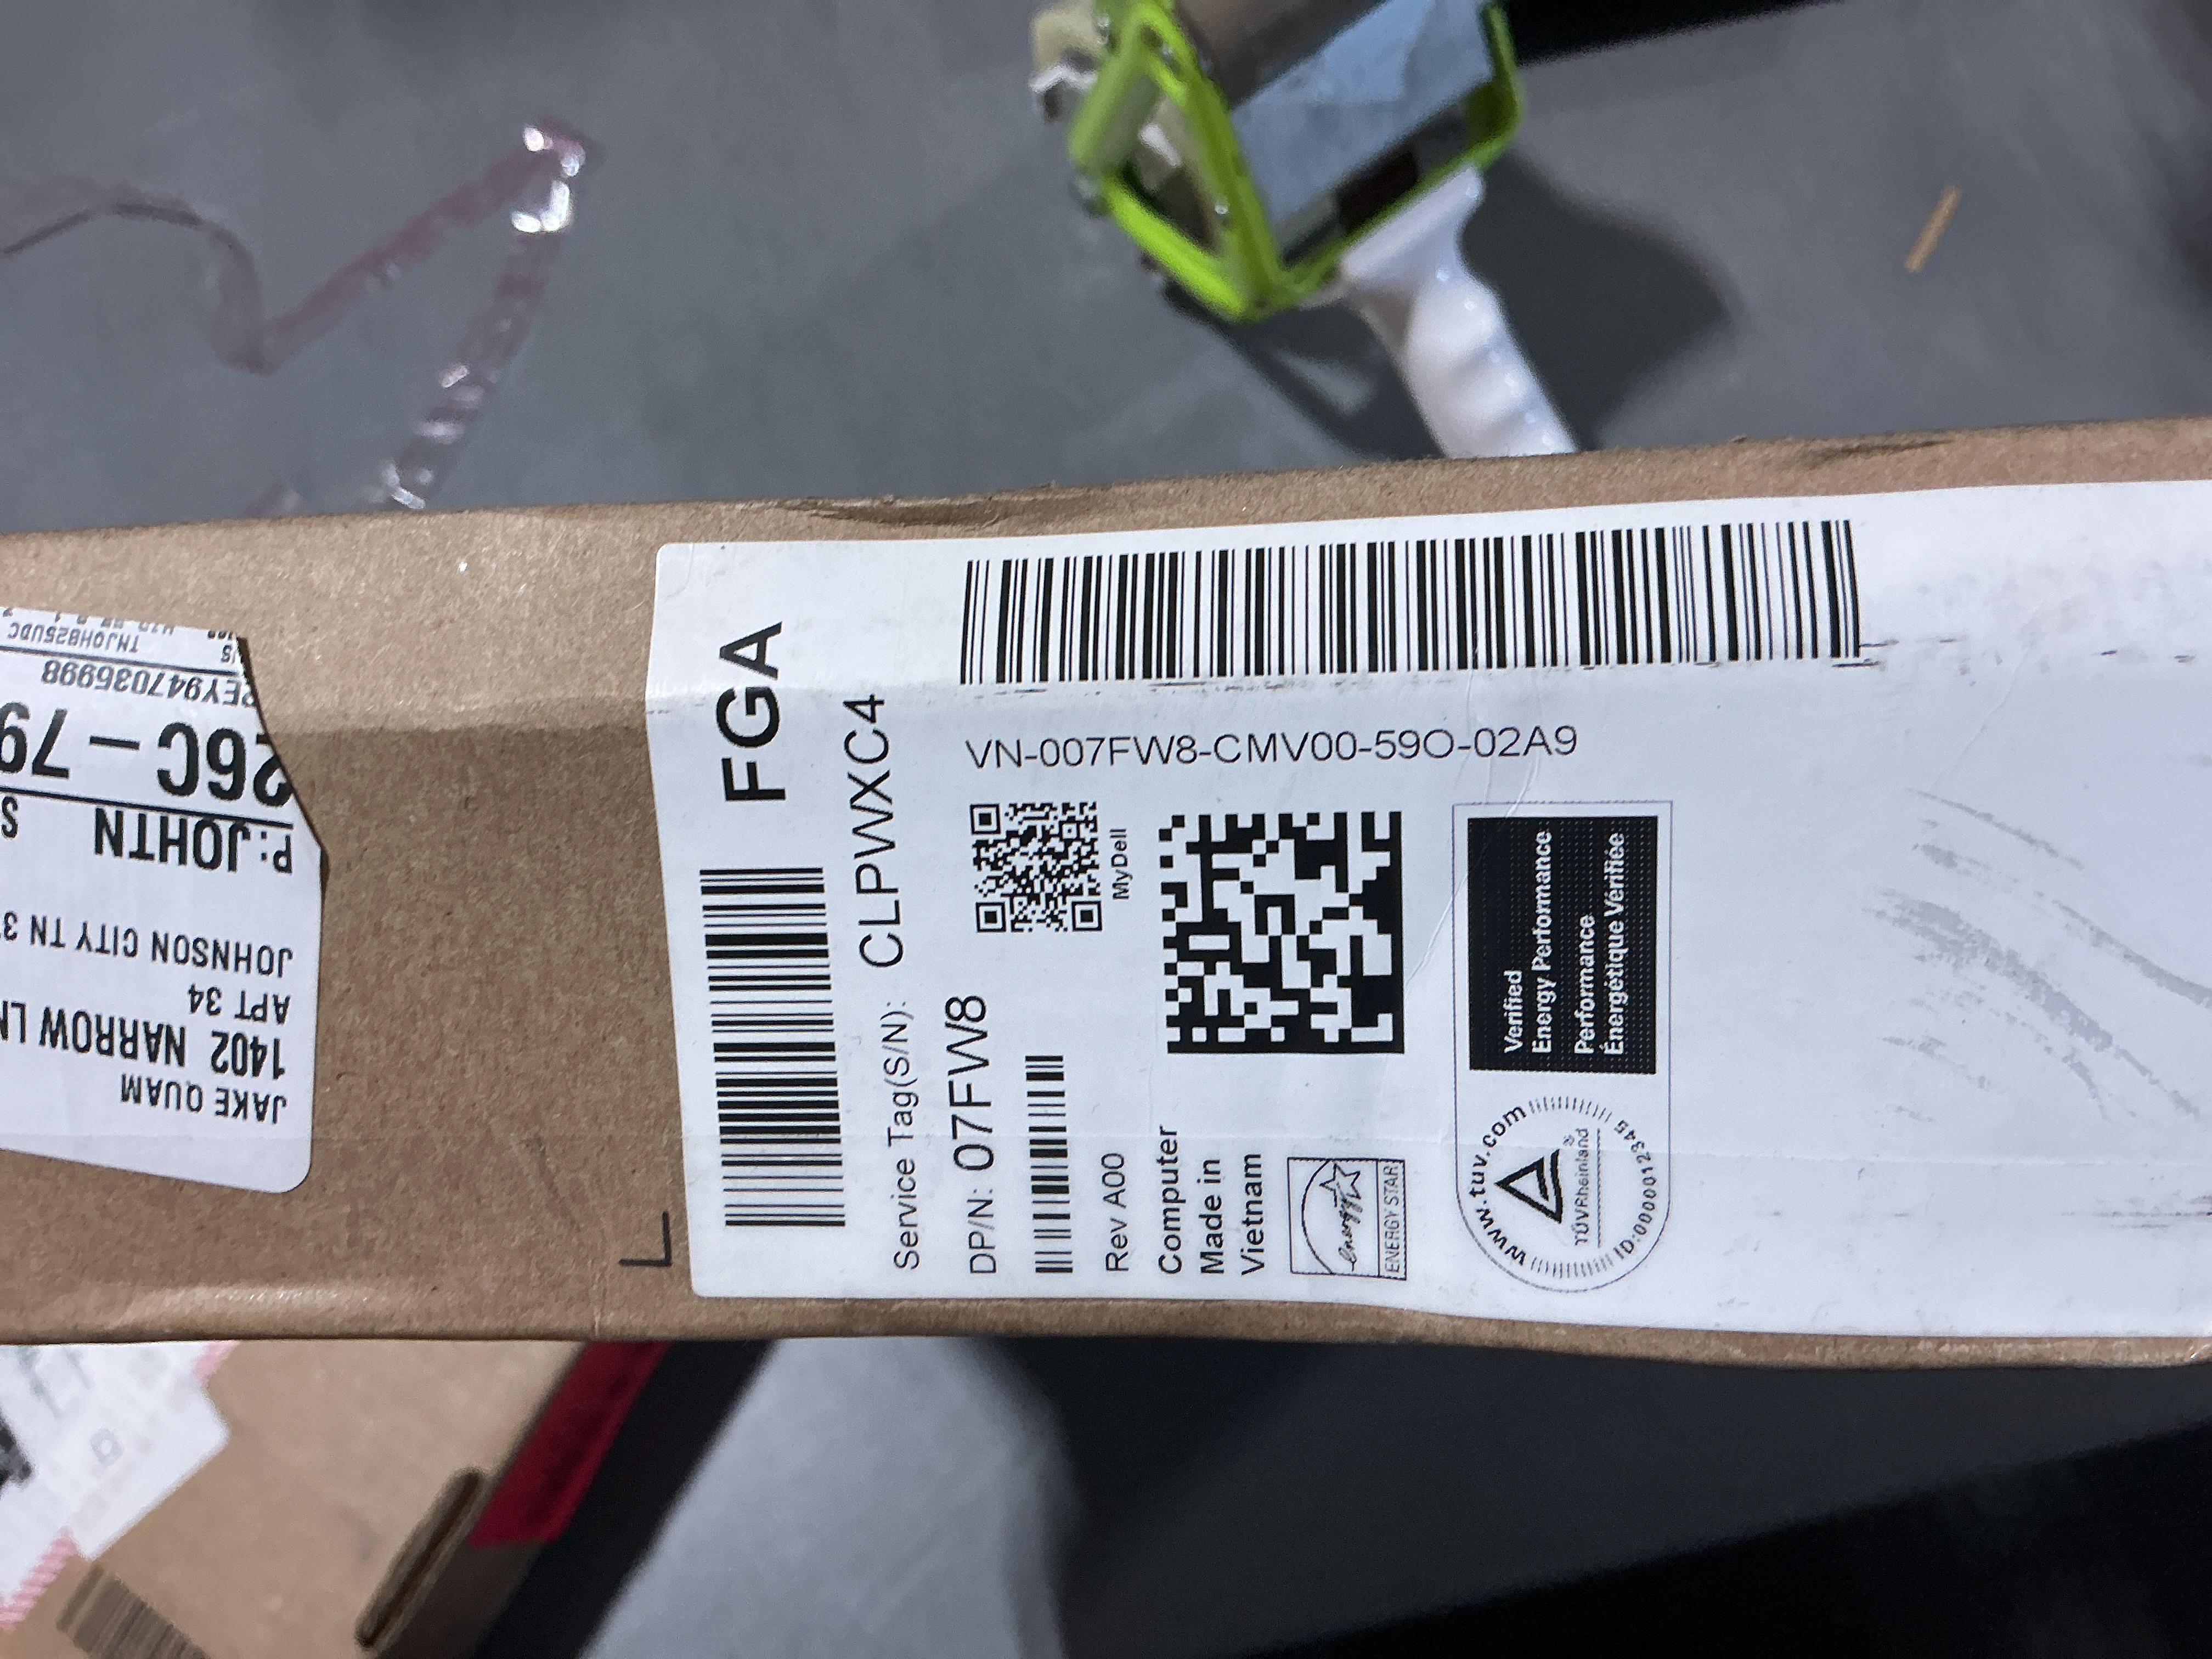 FGA
Service Tag(S/N): CLPWXC4
DP/N: 07FW8
VN-007FW8-CMV00-59O-02A9
MyDell
Rev A00
Computer
Made in
Vietnam
energy
ENERGY STAR
www.tuv.com
TÜVRheinland®
ID:0000012345
Verified
Energy Performance
Performance
Énergétique Vérifiée
L
JAKE QUAM
1402 NARROW LN
APT 34
JOHNSON CITY TN
P: JOHTN
S
26C - 79
REY947036998
TNJOHB25UDC